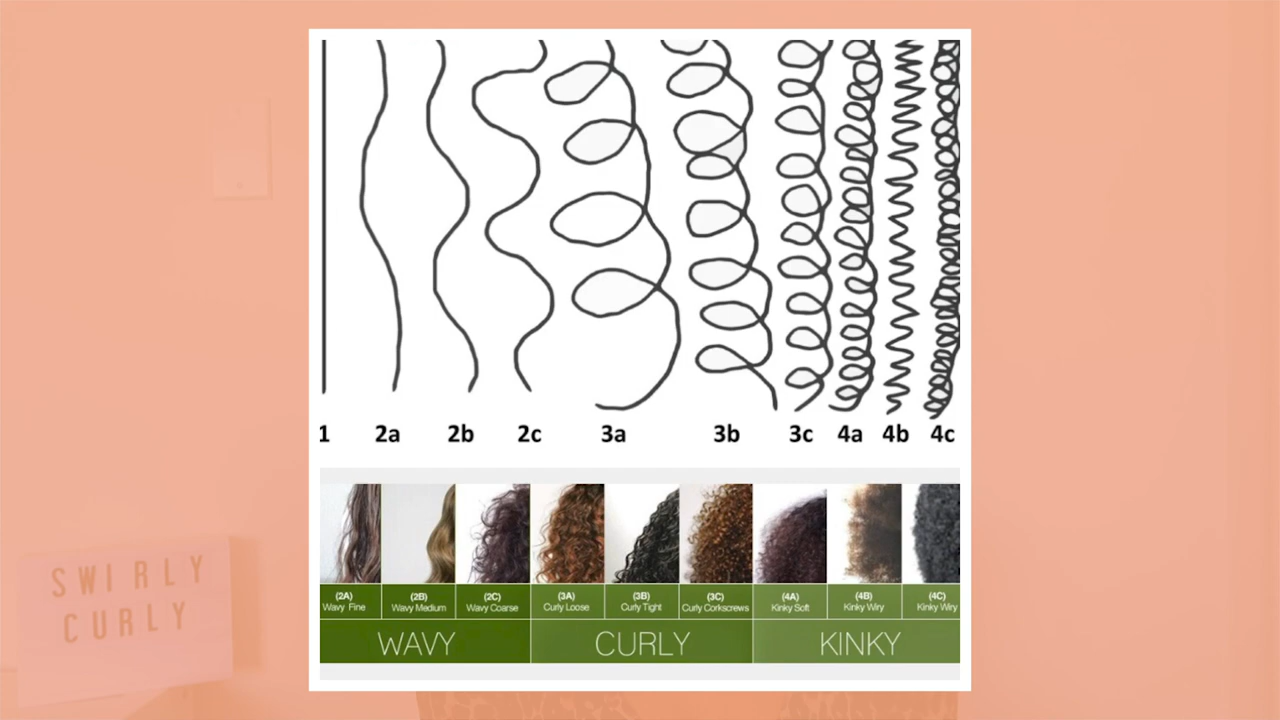 1 2a 2b 2c 3a 3b 3c 4a 4b 4c
(2A) (2B) (2C) (3A) (3B) (3C) (4A) (4B) (4C)
Wavy Fine Wavy Medium Wavy Coarse Curly Loose Curly Tight Curly Corkscrews Kinky Soft Kinky Wiry Kinky Wiry
WAVY CURLY KINKY
SWIRLY
CURLY